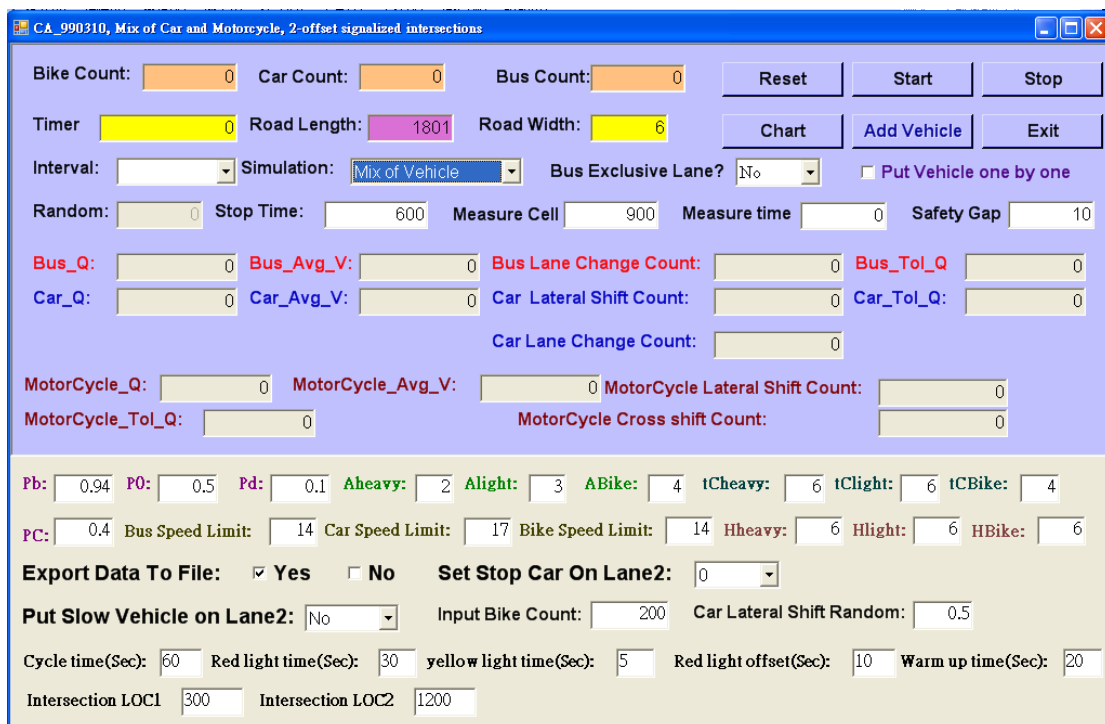 CA_990310, Mix of Car and Motorcycle, 2-offset signalized intersections
Bike Count: 0 Car Count: 0 Bus Count: 0 Reset Start Stop
Timer 0 Road Length: 1801 Road Width: 6 Chart Add Vehicle Exit
Interval: Simulation: Mix of Vehicle Bus Exclusive Lane? No Put Vehicle one by one
Random: 0 Stop Time: 600 Measure Cell 900 Measure time 0 Safety Gap 10
Bus_Q: 0 Bus_Avg_V: 0 Bus Lane Change Count: 0 Bus_Tol_Q 0
Car_Q: 0 Car_Avg_V: 0 Car Lateral Shift Count: 0 Car_Tol_Q: 0
Car Lane Change Count: 0
MotorCycle_Q: 0 MotorCycle_Avg_V: 0 MotorCycle Lateral Shift Count: 0
MotorCycle_Tol_Q: 0 MotorCycle Cross shift Count: 0
Pb: 0.94 P0: 0.5 Pd: 0.1 Aheavy: 2 Alight: 3 ABike: 4 tCheavy: 6 tClight: 6 tCBike: 4
PC: 0.4 Bus Speed Limit: 14 Car Speed Limit: 17 Bike Speed Limit: 14 Hheavy: 6 Hlight: 6 HBike: 6
Export Data To File: Yes No Set Stop Car On Lane2: 0
Put Slow Vehicle on Lane2: No Input Bike Count: 200 Car Lateral Shift Random: 0.5
Cycle time(Sec): 60 Red light time(Sec): 30 yellow light time(Sec): 5 Red light offset(Sec): 10 Warm up time(Sec): 20
Intersection LOC1 300 Intersection LOC2 1200